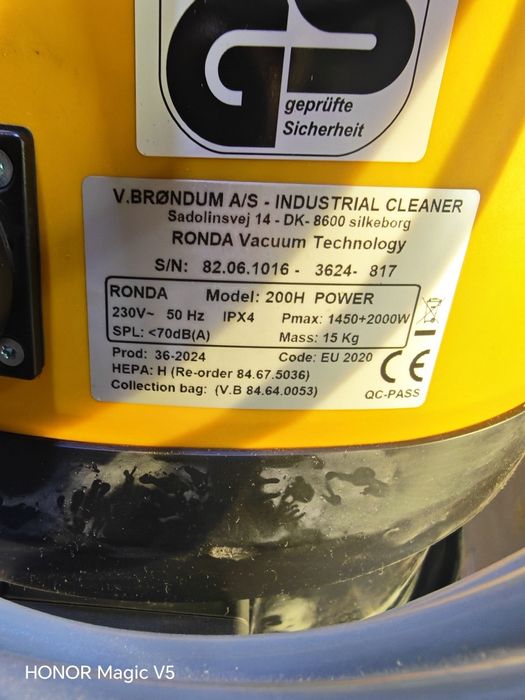 GS
geprüfte
Sicherheit
V.BRØNDUM A/S - INDUSTRIAL CLEANER
Sadolinsvej 14 - DK- 8600 silkeborg
RONDA Vacuum Technology
S/N: 82.06.1016 - 3624- 817
RONDA Model: 200H POWER
230V~ 50 Hz IPX4 Pmax: 1450+2000W
SPL: <70dB(A) Mass: 15 Kg
Prod: 36-2024 Code: EU 2020
HEPA: H (Re-order 84.67.5036)
Collection bag: (V.B 84.64.0053)
CE
QC-PASS
HONOR Magic V5